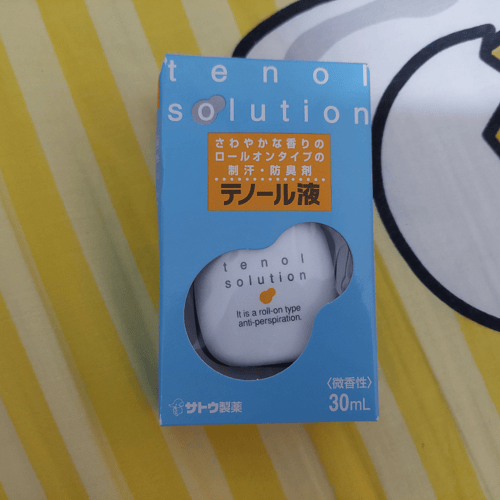 tenol
solution
さわやかな香りの
ロールオンタイプの
制汗・防臭剤
テノール液
tenol
solution
It is a roll-on type
anti-perspiration.
〈微香性〉
サトウ製薬
30mL